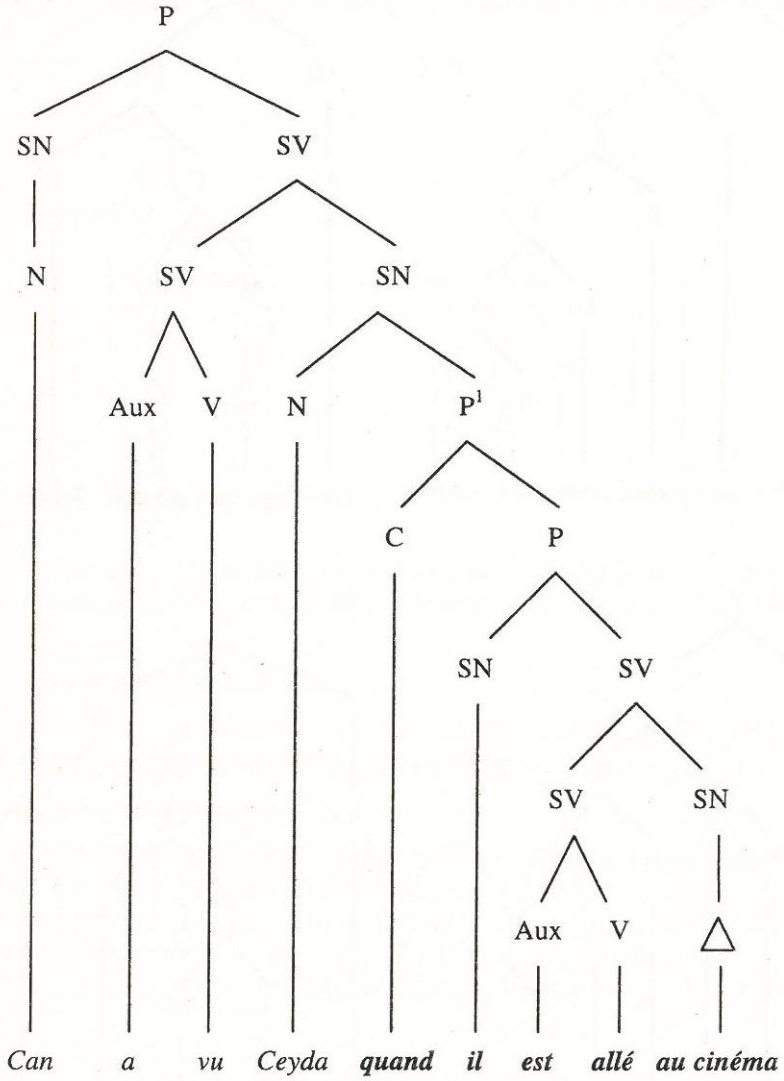 P
SN SV
N SV SN
Aux V N P¹
C P
SN SV
SV SN
Aux V
Can a vu Ceyda quand il est allé au cinéma